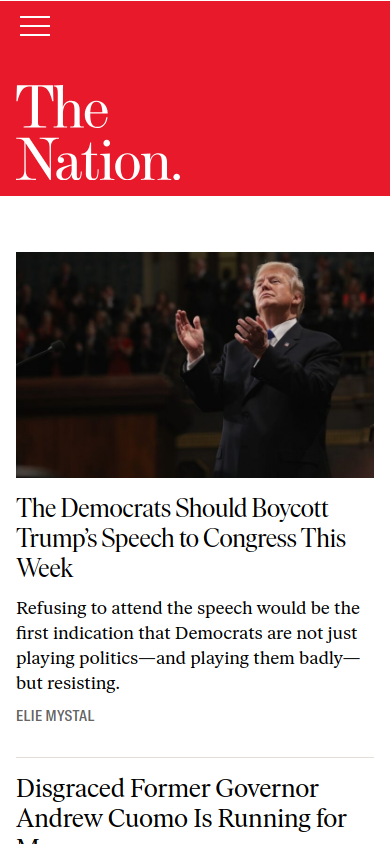 The
Nation.
The Democrats Should Boycott
Trump's Speech to Congress This
Week
Refusing to attend the speech would be the
first indication that Democrats are not just
playing politics—and playing them badly—
but resisting.
ELIE MYSTAL
Disgraced Former Governor
Andrew Cuomo Is Running for